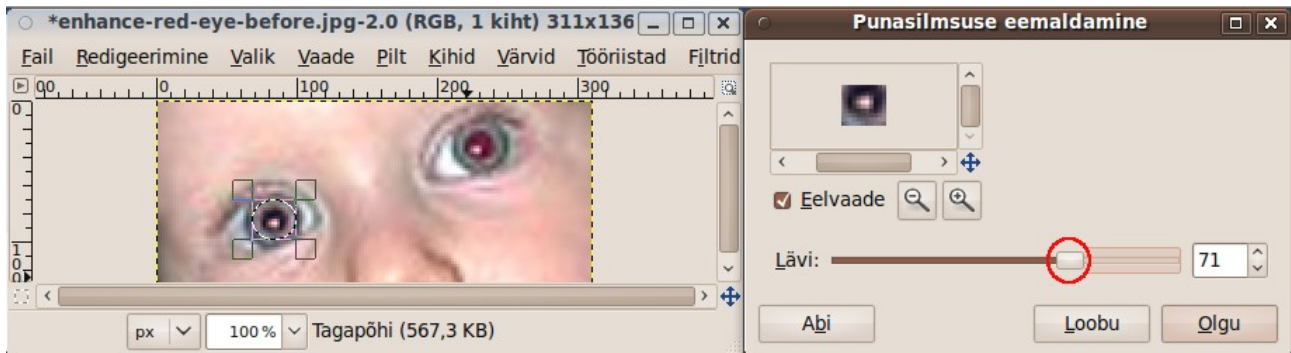 *enhance-red-eye-before.jpg-2.0 (RGB, 1 kiht) 311x136
Fail Redigeerimine Valik Vaade Pilt Kihid Värvid Tööriistad Filtrid
00 0 100 200 300
0
100
px 100 % Tagapõhi (567,3 KB)
Punasilmsuse eemaldamine
Eelvaade
Lävi: 71
Abi Loobu Olgu